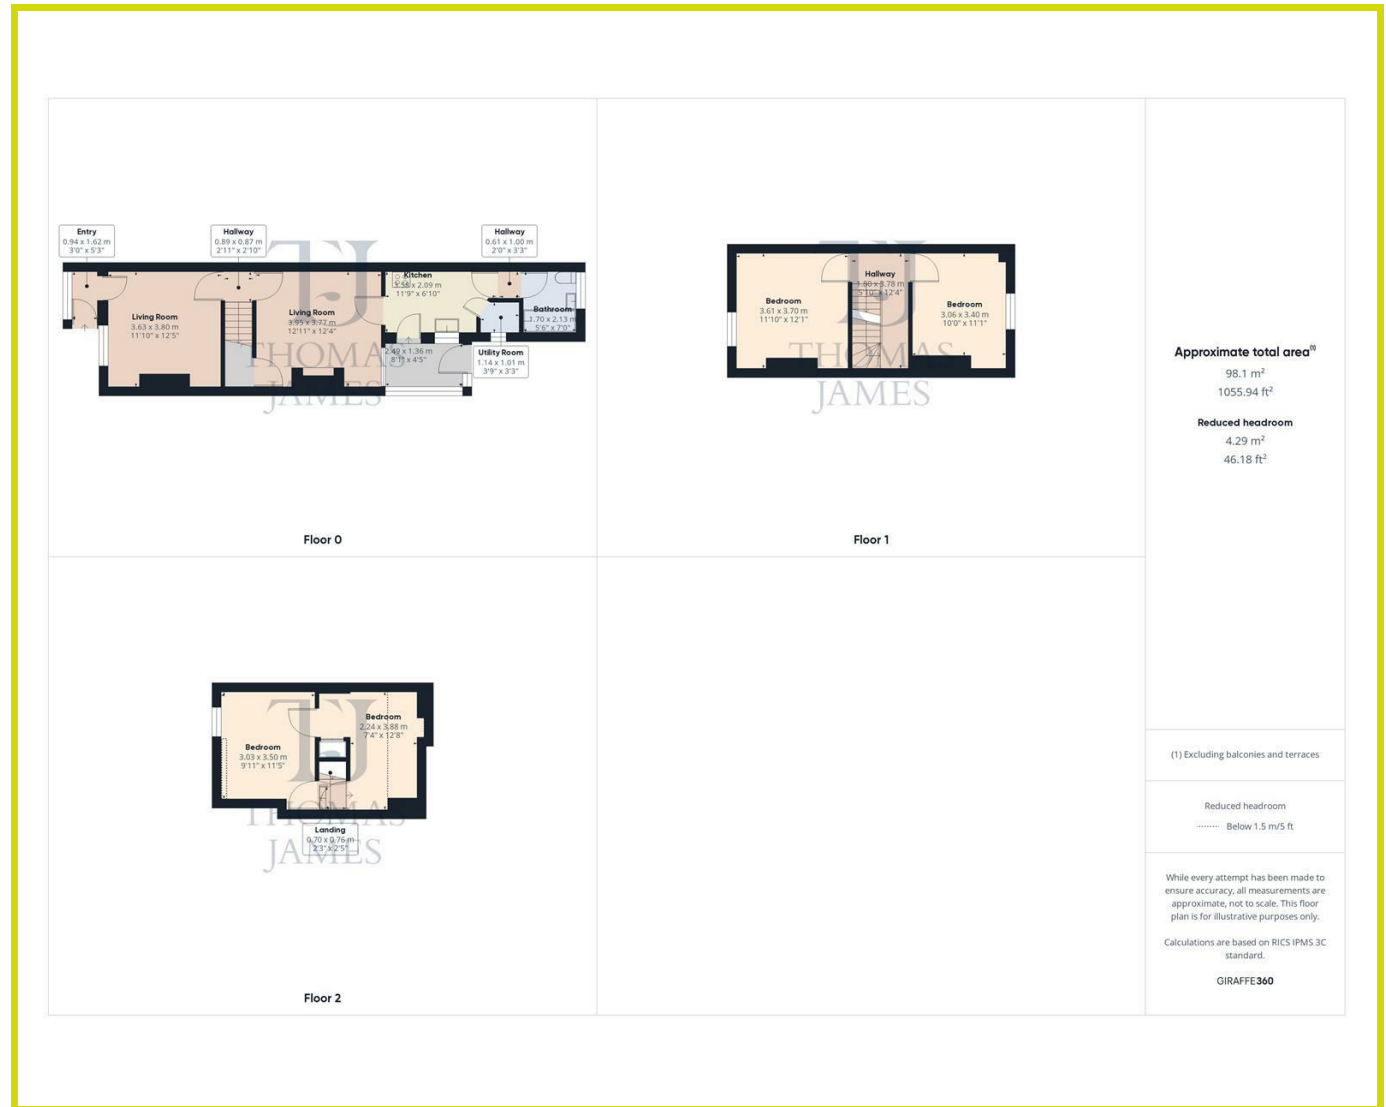 Entry
0.94 x 1.62 m
3'0" x 5'3"
Hallway
0.89 x 0.87 m
2'11" x 2'10"
Hallway
0.61 x 1.00 m
2'0" x 3'3"
Living Room
3.63 x 3.80 m
11'10" x 12'5"
Living Room
3.95 x 3.77 m
12'11" x 12'4"
Kitchen
x 2.09 m
11'9" x 6'10"
Bathroom
1.70 x 2.13 m
5'6" x 7'0"
2.49 x 1.36 m
8'1" x 4'5"
Utility Room
1.14 x 1.01 m
3'9" x 3'3"
TJ
THOMAS
JAMES
Floor 0
Bedroom
3.61 x 3.70 m
11'10" x 12'1"
Hallway
1.80 x 3.78 m
5'10" x 12'4"
Bedroom
3.06 x 3.40 m
10'0" x 11'1"
TJ
THOMAS
JAMES
Floor 1
Bedroom
3.03 x 3.50 m
9'11" x 11'5"
Bedroom
2.24 x 3.88 m
7'4" x 12'8"
Landing
0.70 x 0.76 m
2'3" x 2'5"
TJ
THOMAS
JAMES
Floor 2
Approximate total area(1)
98.1 m²
1055.94 ft²
Reduced headroom
4.29 m²
46.18 ft²
(1) Excluding balconies and terraces
Reduced headroom
Below 1.5 m/5 ft
While every attempt has been made to
ensure accuracy, all measurements are
approximate, not to scale. This floor
plan is for illustrative purposes only.
Calculations are based on RICS IPMS 3C
standard.
GIRAFFE360